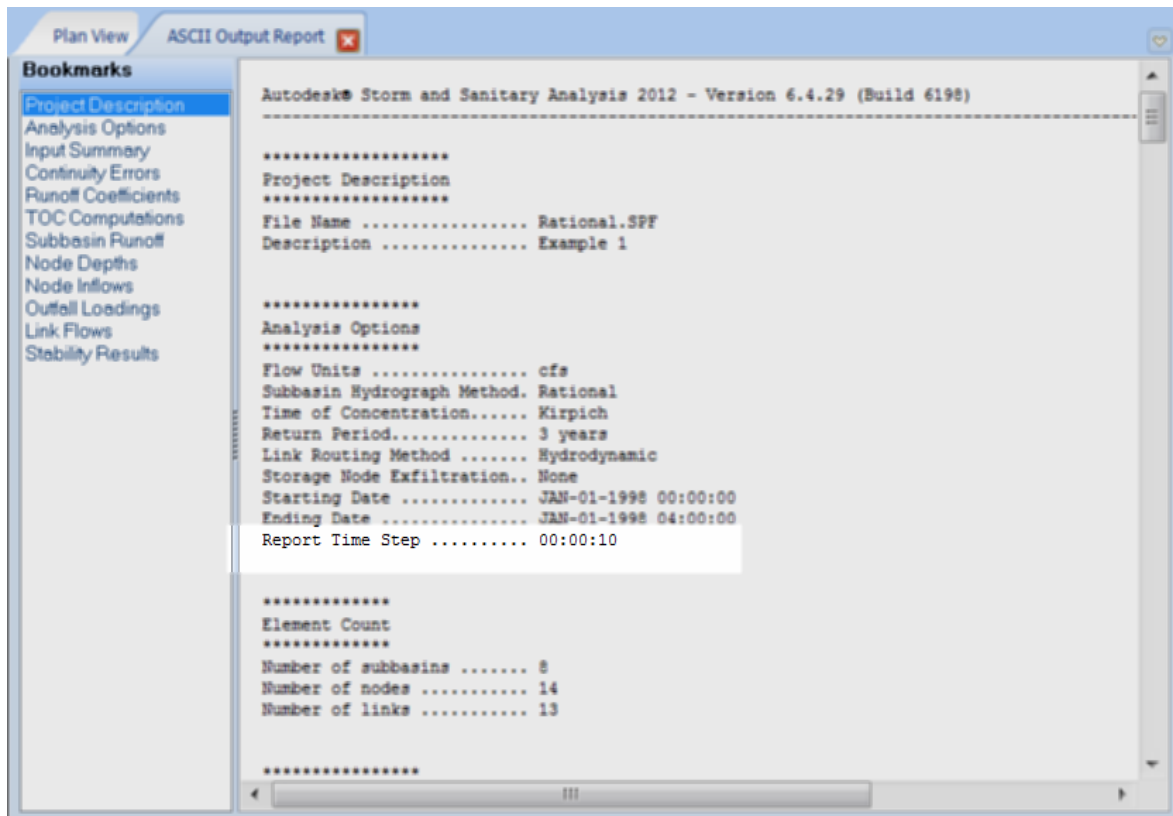 Plan View
ASCII Output Report
Bookmarks
Project Description
Analysis Options
Input Summary
Continuity Errors
Runoff Coefficients
TOC Computations
Subbasin Runoff
Node Depths
Node Inflows
Outfall Loadings
Link Flows
Stability Results
Autodesk® Storm and Sanitary Analysis 2012 - Version 6.4.29 (Build 6198)
--------------------------------------------------------------------------------
*******************
Project Description
*******************
File Name ................. Rational.SPF
Description ............... Example 1
****************
Analysis Options
****************
Flow Units ................ cfs
Subbasin Hydrograph Method. Rational
Time of Concentration...... Kirpich
Return Period.............. 3 years
Link Routing Method ....... Hydrodynamic
Storage Node Exfiltration.. None
Starting Date ............. JAN-01-1998 00:00:00
Ending Date ............... JAN-01-1998 04:00:00
Report Time Step .......... 00:00:10
*************
Element Count
*************
Number of subbasins ....... 8
Number of nodes ........... 14
Number of links ........... 13
****************